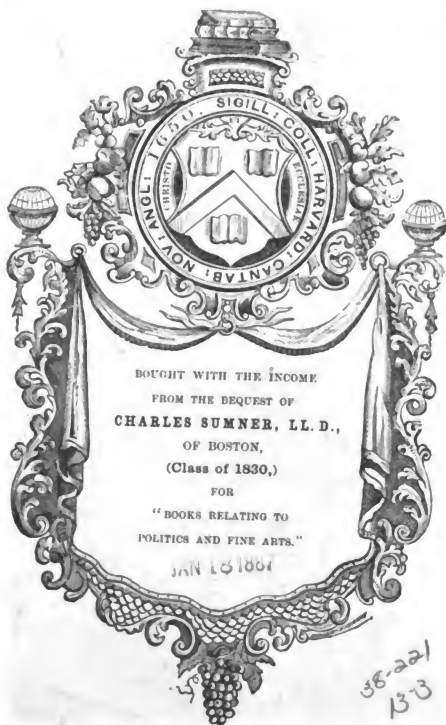 SIGILL: COLL: HARVARD: CANTAB: NOV: ANGL: 1650.
CHRISTO
ECCLESIAE
BOUGHT WITH THE INCOME
FROM THE BEQUEST OF
CHARLES SUMNER, LL. D.,
OF BOSTON,
(Class of 1830,)
FOR
"BOOKS RELATING TO
POLITICS AND FINE ARTS."
JAN 18 1887
38-221
13-3